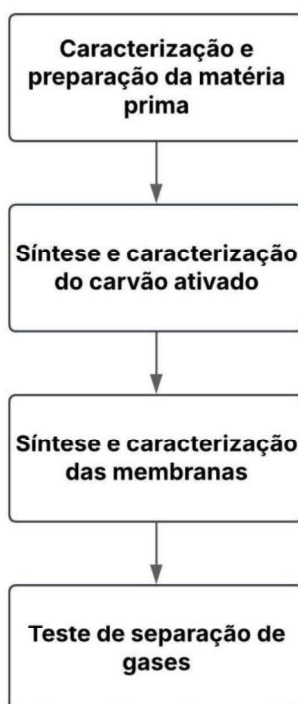 Caracterização e
preparação da matéria
prima
Síntese e caracterização
do carvão ativado
Síntese e caracterização
das membranas
Teste de separação de
gases